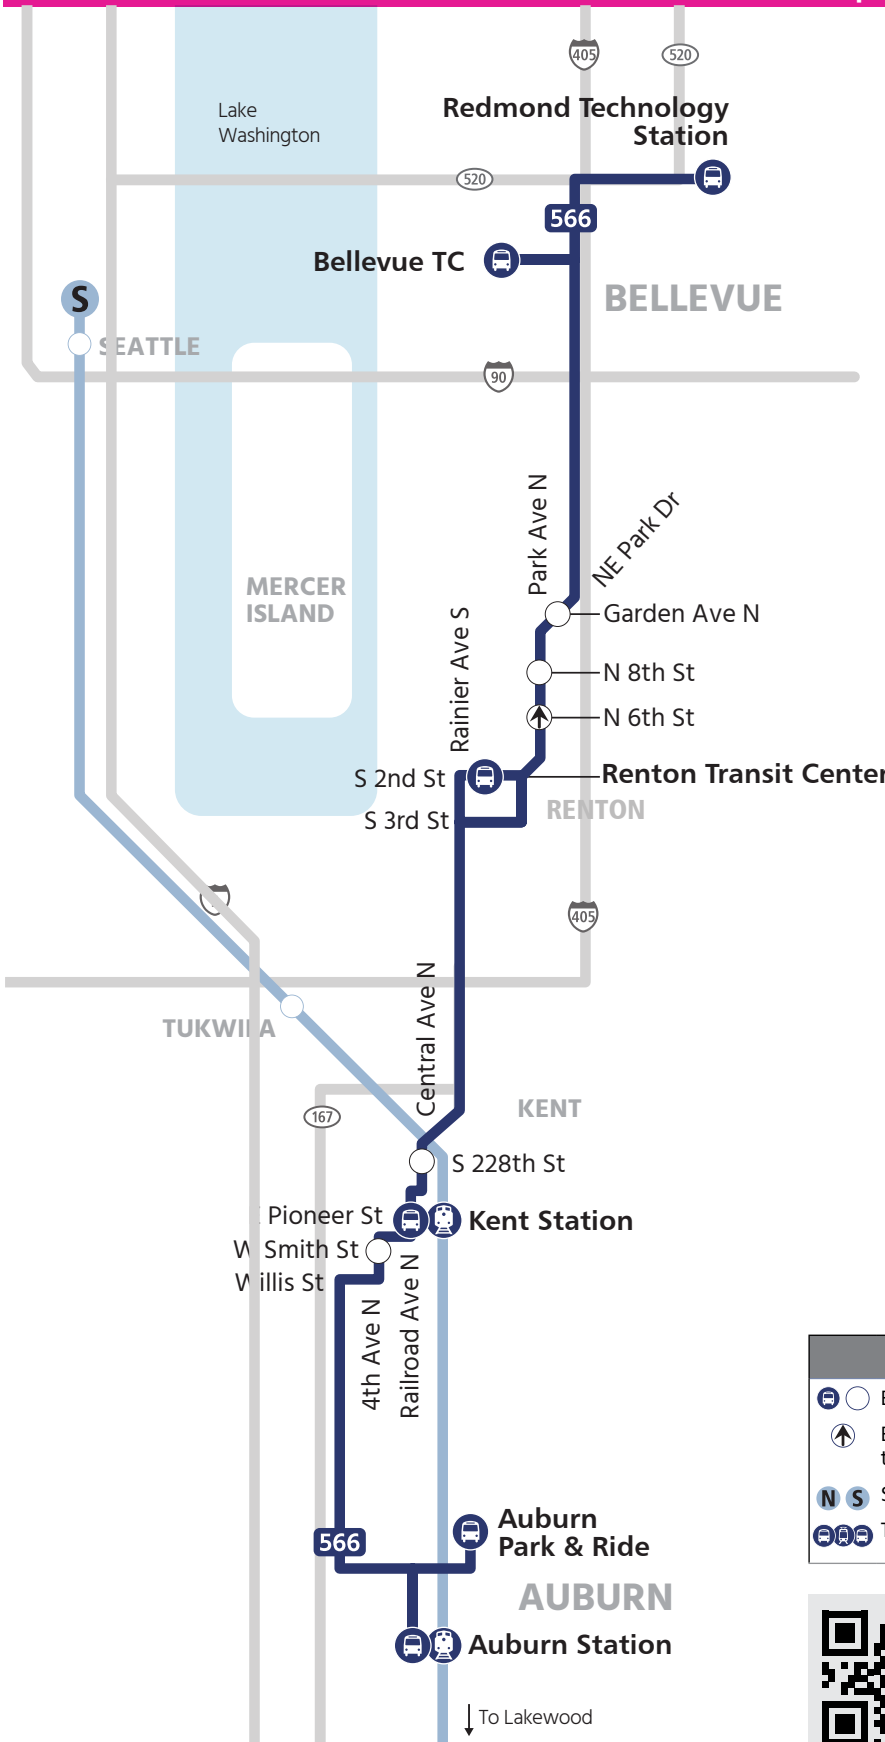 405
520
Lake
Washington
Redmond Technology
Station
520
566
Bellevue TC
BELLEVUE
S
SEATTLE
90
Park Ave N
NE Park Dr
MERCER
ISLAND
Rainier Ave S
Garden Ave N
N 8th St
N 6th St
S 2nd St
Renton Transit Center
S 3rd St
RENTON
405
Central Ave N
TUKWILA
167
KENT
S 228th St
Pioneer St
Kent Station
W Smith St
Willis St
4th Ave N
Railroad Ave N
566
Auburn
Park & Ride
AUBURN
Auburn Station
To Lakewood
N S